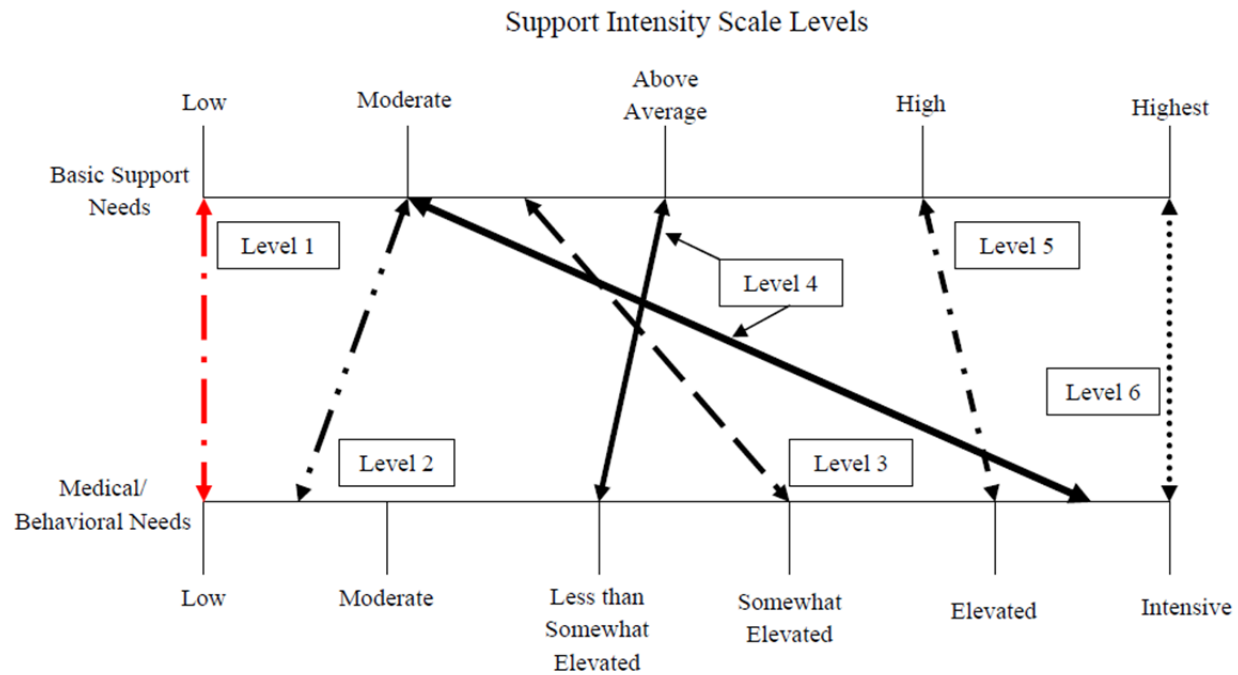 Support Intensity Scale Levels
Low
Moderate
Above
Average
High
Highest
Basic Support
Needs
Level 1
Level 5
Level 4
Level 6
Level 2
Level 3
Medical/
Behavioral Needs
Low
Moderate
Less than
Somewhat
Elevated
Somewhat
Elevated
Elevated
Intensive